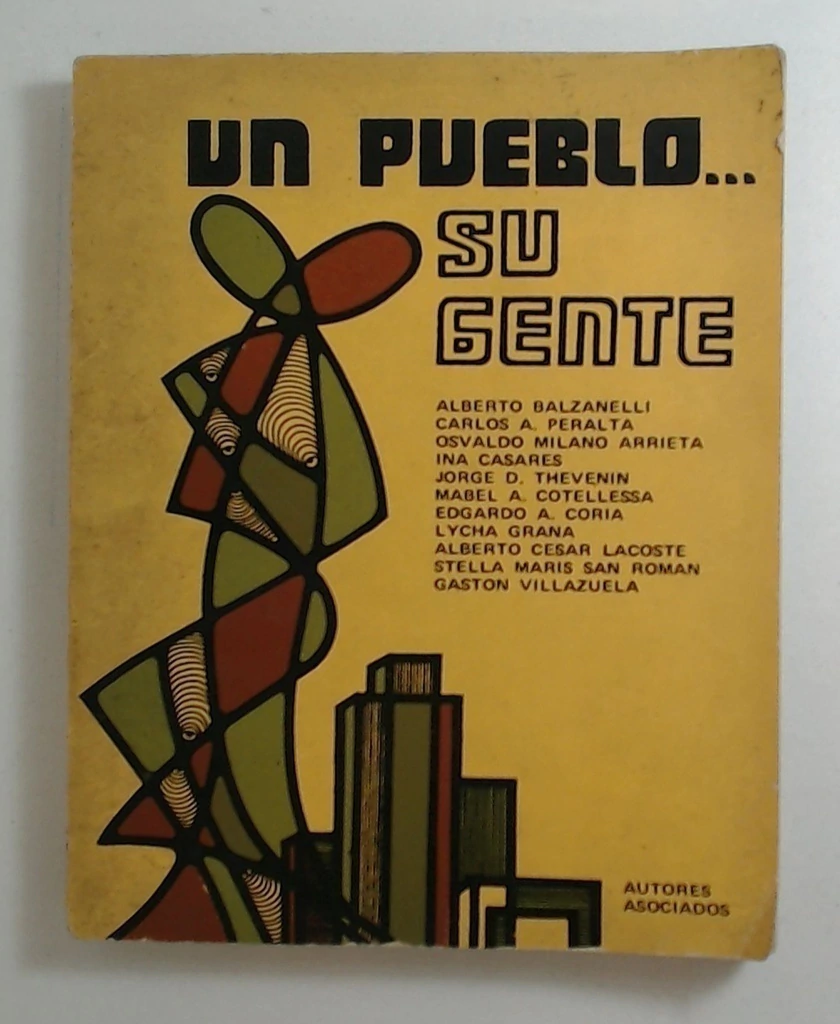 UN PUEBLO...
SU
GENTE
ALBERTO BALZANELLI
CARLOS A. PERALTA
OSVALDO MILANO ARRIETA
INA CASARES
JORGE D. THEVENIN
MABEL A. COTELLESSA
EDGARDO A. CORIA
LYCHA GRANA
ALBERTO CESAR LACOSTE
STELLA MARIS SAN ROMAN
GASTON VILLAZUELA
AUTORES
ASOCIADOS